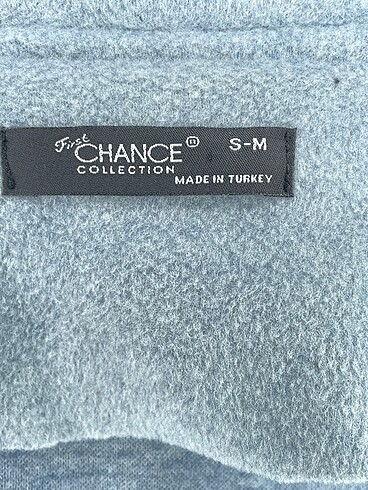 First
CHANCE ® S-M
COLLECTION
MADE IN TURKEY